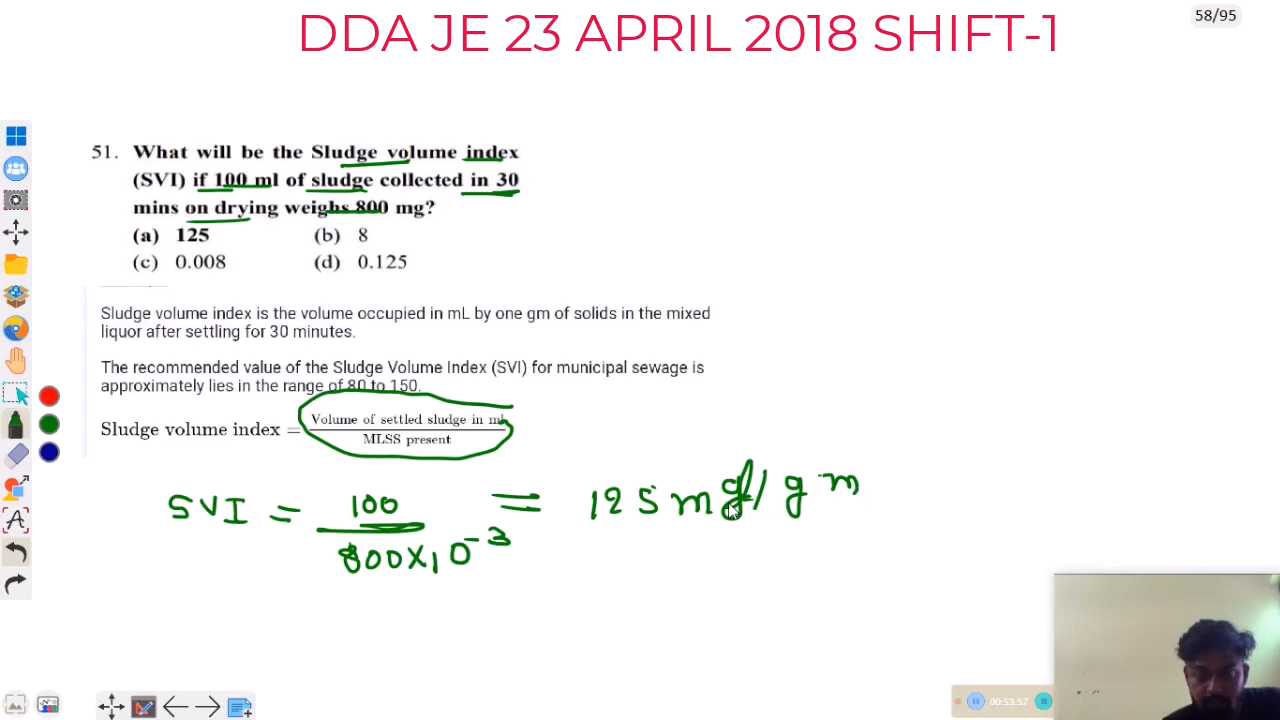 58/95
DDA JE 23 APRIL 2018 SHIFT-1
51. What will be the Sludge volume index
(SVI) if 100 ml of sludge collected in 30
mins on drying weighs 800 mg?
(a) 125 (b) 8
(c) 0.008 (d) 0.125
Sludge volume index is the volume occupied in mL by one gm of solids in the mixed
liquor after settling for 30 minutes.
The recommended value of the Sludge Volume Index (SVI) for municipal sewage is
approximately lies in the range of 80 to 150.
Volume of settled sludge in ml
Sludge volume index =
MLSS present
SVI = 100 = 125 m /gm
800×10-3
00:53:57